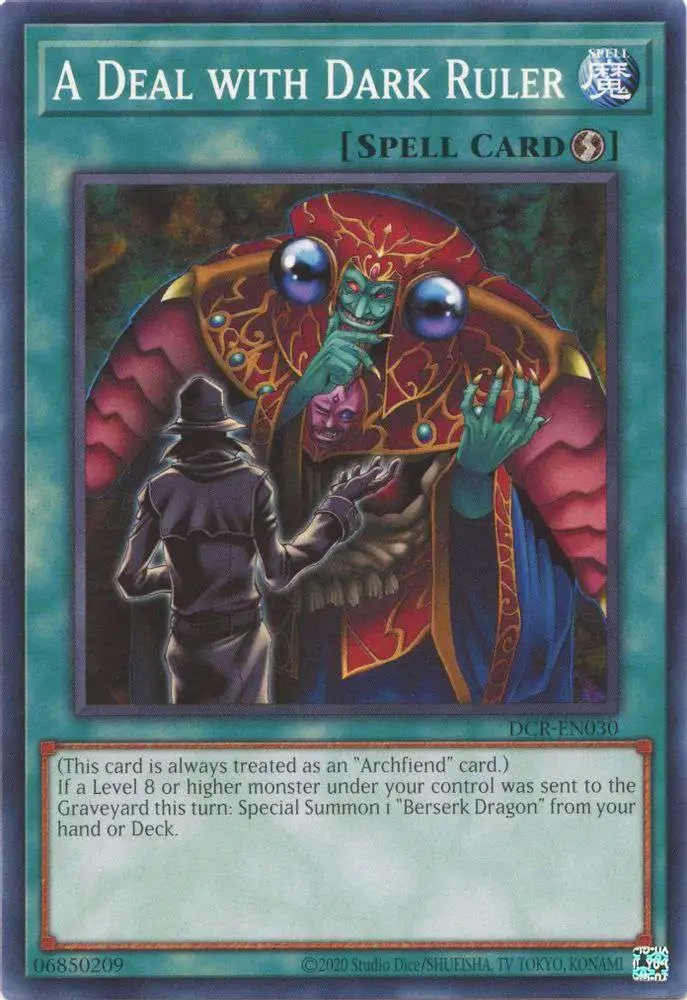 A DEAL WITH DARK RULER
SPELL
魔
[SPELL CARD]
DCR-EN030
(This card is always treated as an "Archfiend" card.)
If a Level 8 or higher monster under your control was sent to the
Graveyard this turn: Special Summon 1 "Berserk Dragon" from your
hand or Deck.
06850209
©2020 Studio Dice/SHUEISHA, TV TOKYO, KONAMI